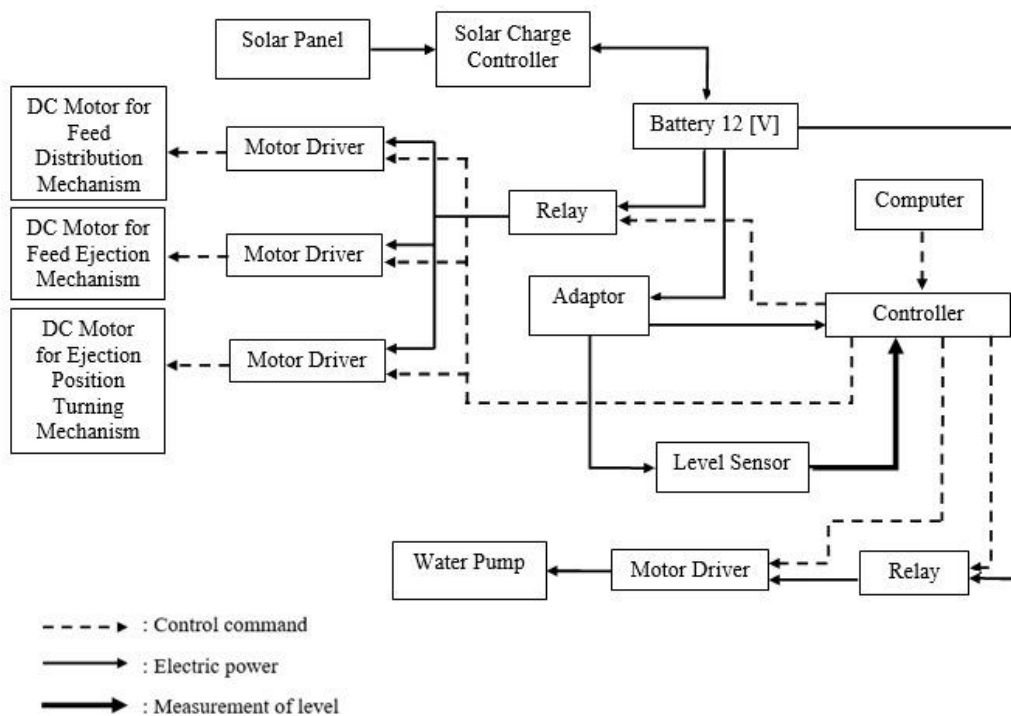 Solar Panel
Solar Charge
Controller
DC Motor for
Feed
Distribution
Mechanism
Motor Driver
Battery 12 [V]
Relay
Computer
DC Motor for
Feed Ejection
Mechanism
Motor Driver
Adaptor
Controller
DC Motor
for Ejection
Position
Turning
Mechanism
Motor Driver
Level Sensor
Water Pump
Motor Driver
Relay
: Control command
: Electric power
: Measurement of level